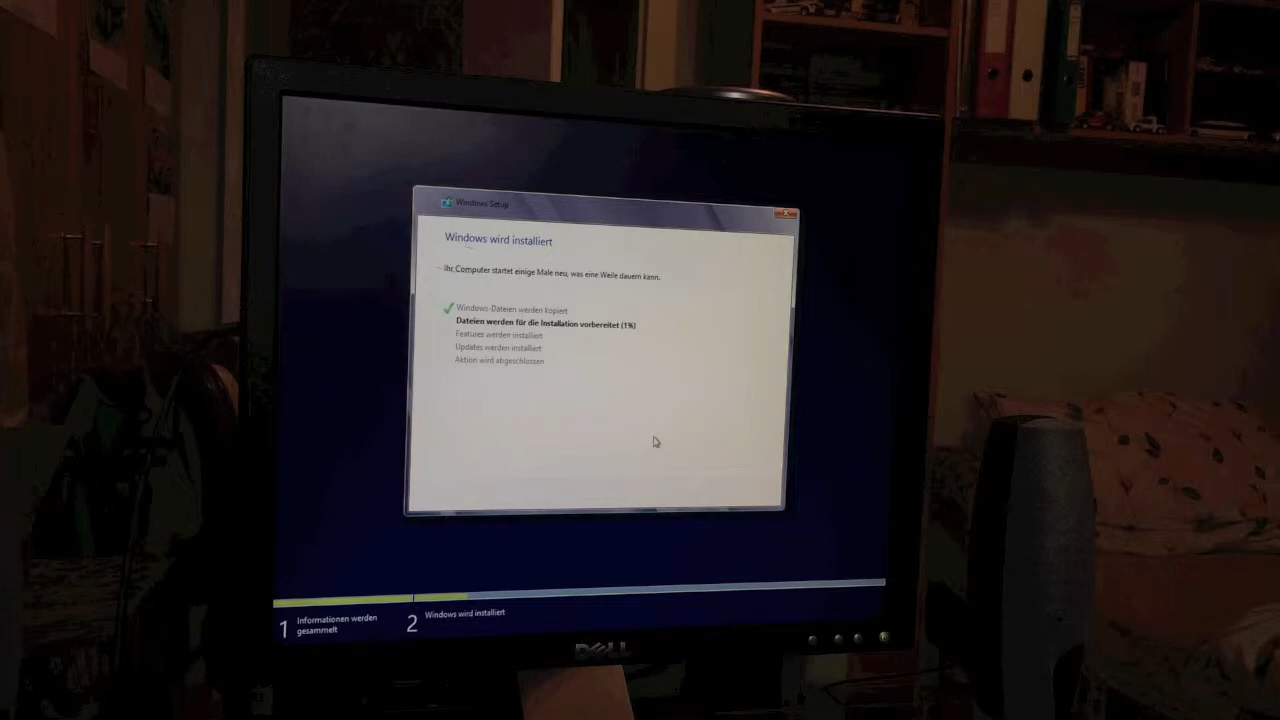 Windows Setup
Windows wird installiert
Ihr Computer startet einige Male neu, was eine Weile dauern kann.
Windows-Dateien werden kopiert
Dateien werden für die Installation vorbereitet (1%)
Features werden installiert
Updates werden installiert
Aktion wird abgeschlossen
1 Informationen werden
gesammelt
2 Windows wird installiert
DELL